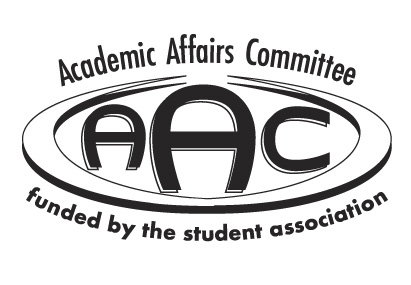 Academic Affairs Committee
AAC
funded by the student association